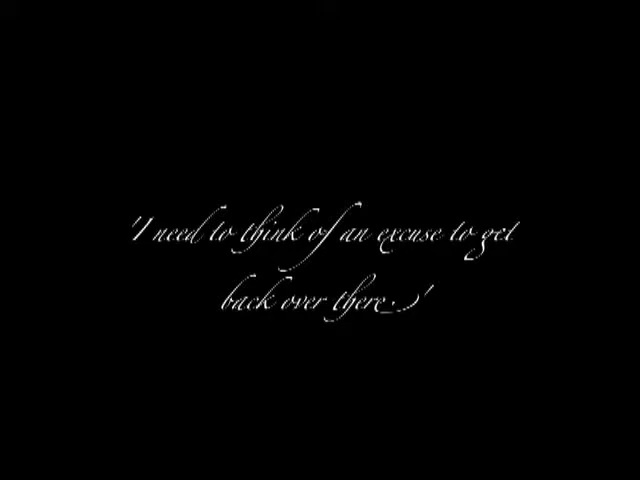 'I need to think of an excuse to get
back over there.'